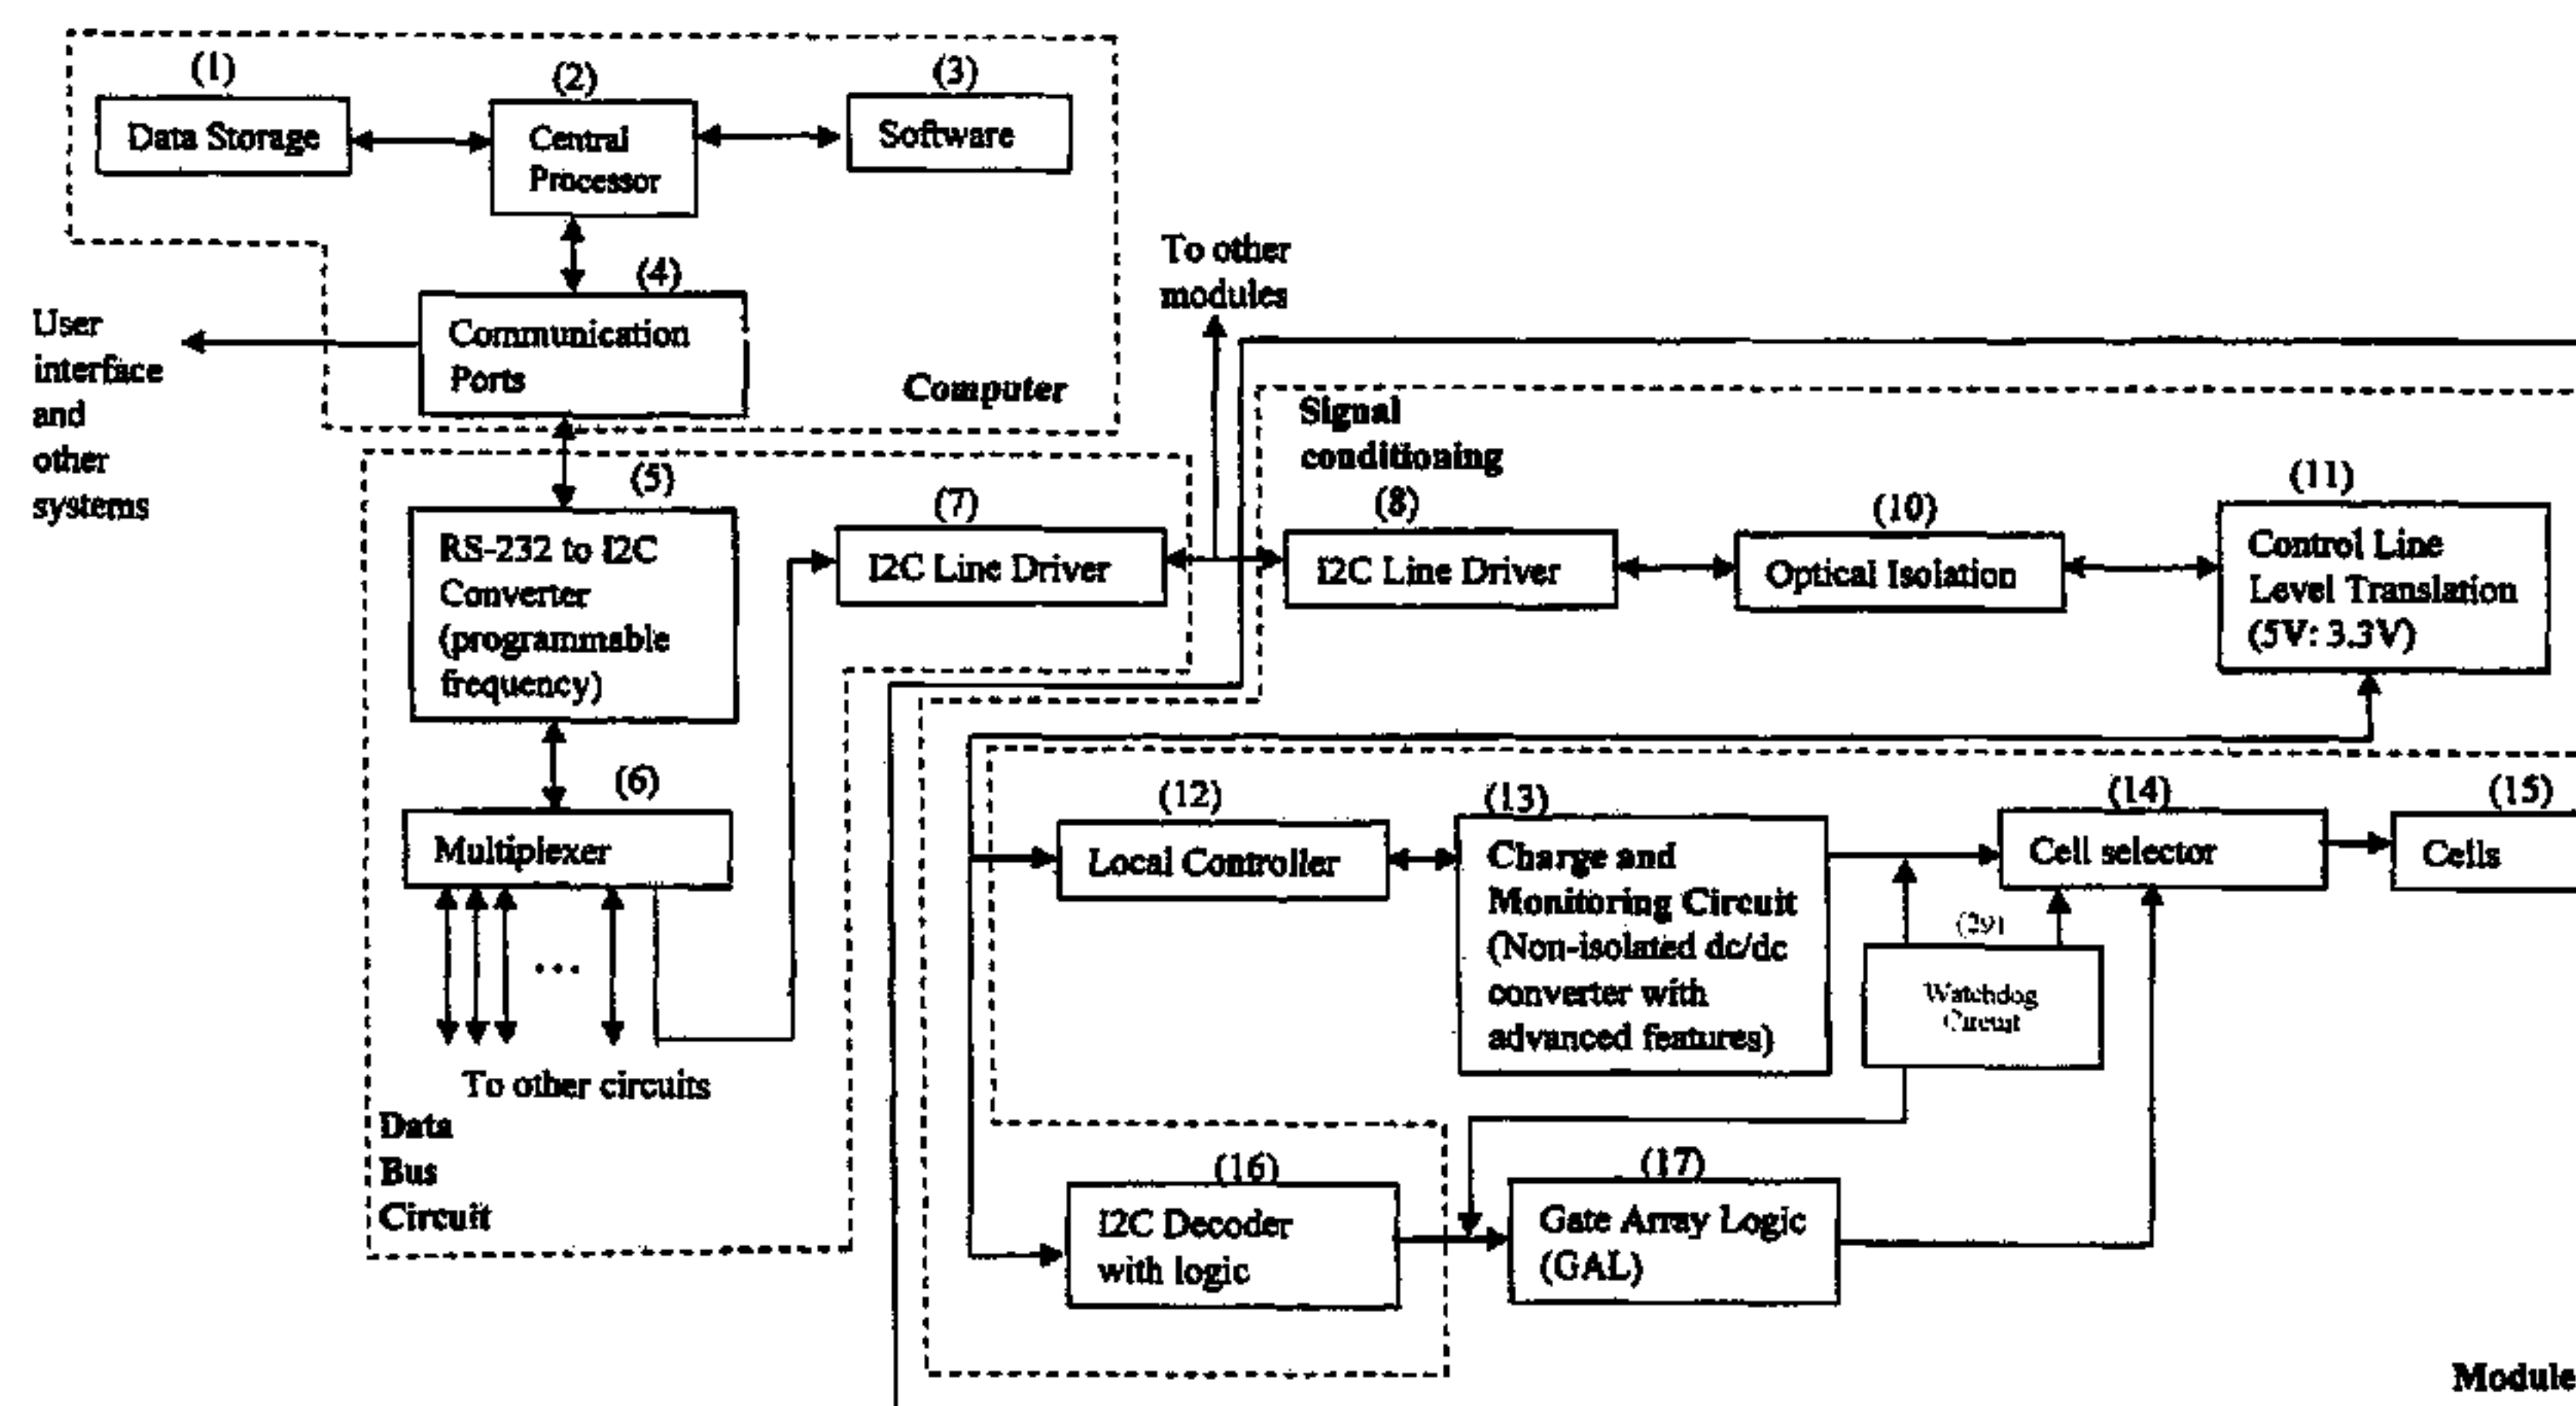 (1)
Data Storage
(2)
Central
Processor
(3)
Software
(4)
Communication
Ports
Computer
User
interface
and
other
systems
To other
modules
(5)
RS-232 to I2C
Converter
(programmable
frequency)
(6)
Multiplexer
...
To other circuits
Data
Bus
Circuit
(7)
I2C Line Driver
Signal
conditioning
(8)
I2C Line Driver
(10)
Optical Isolation
(11)
Control Line
Level Translation
(5V: 3.3V)
(12)
Local Controller
(13)
Charge and
Monitoring Circuit
(Non-isolated dc/dc
converter with
advanced features)
(14)
Cell selector
(15)
Cells
(29)
Watchdog
Circuit
(16)
I2C Decoder
with logic
(17)
Gate Array Logic
(GAL)
Module